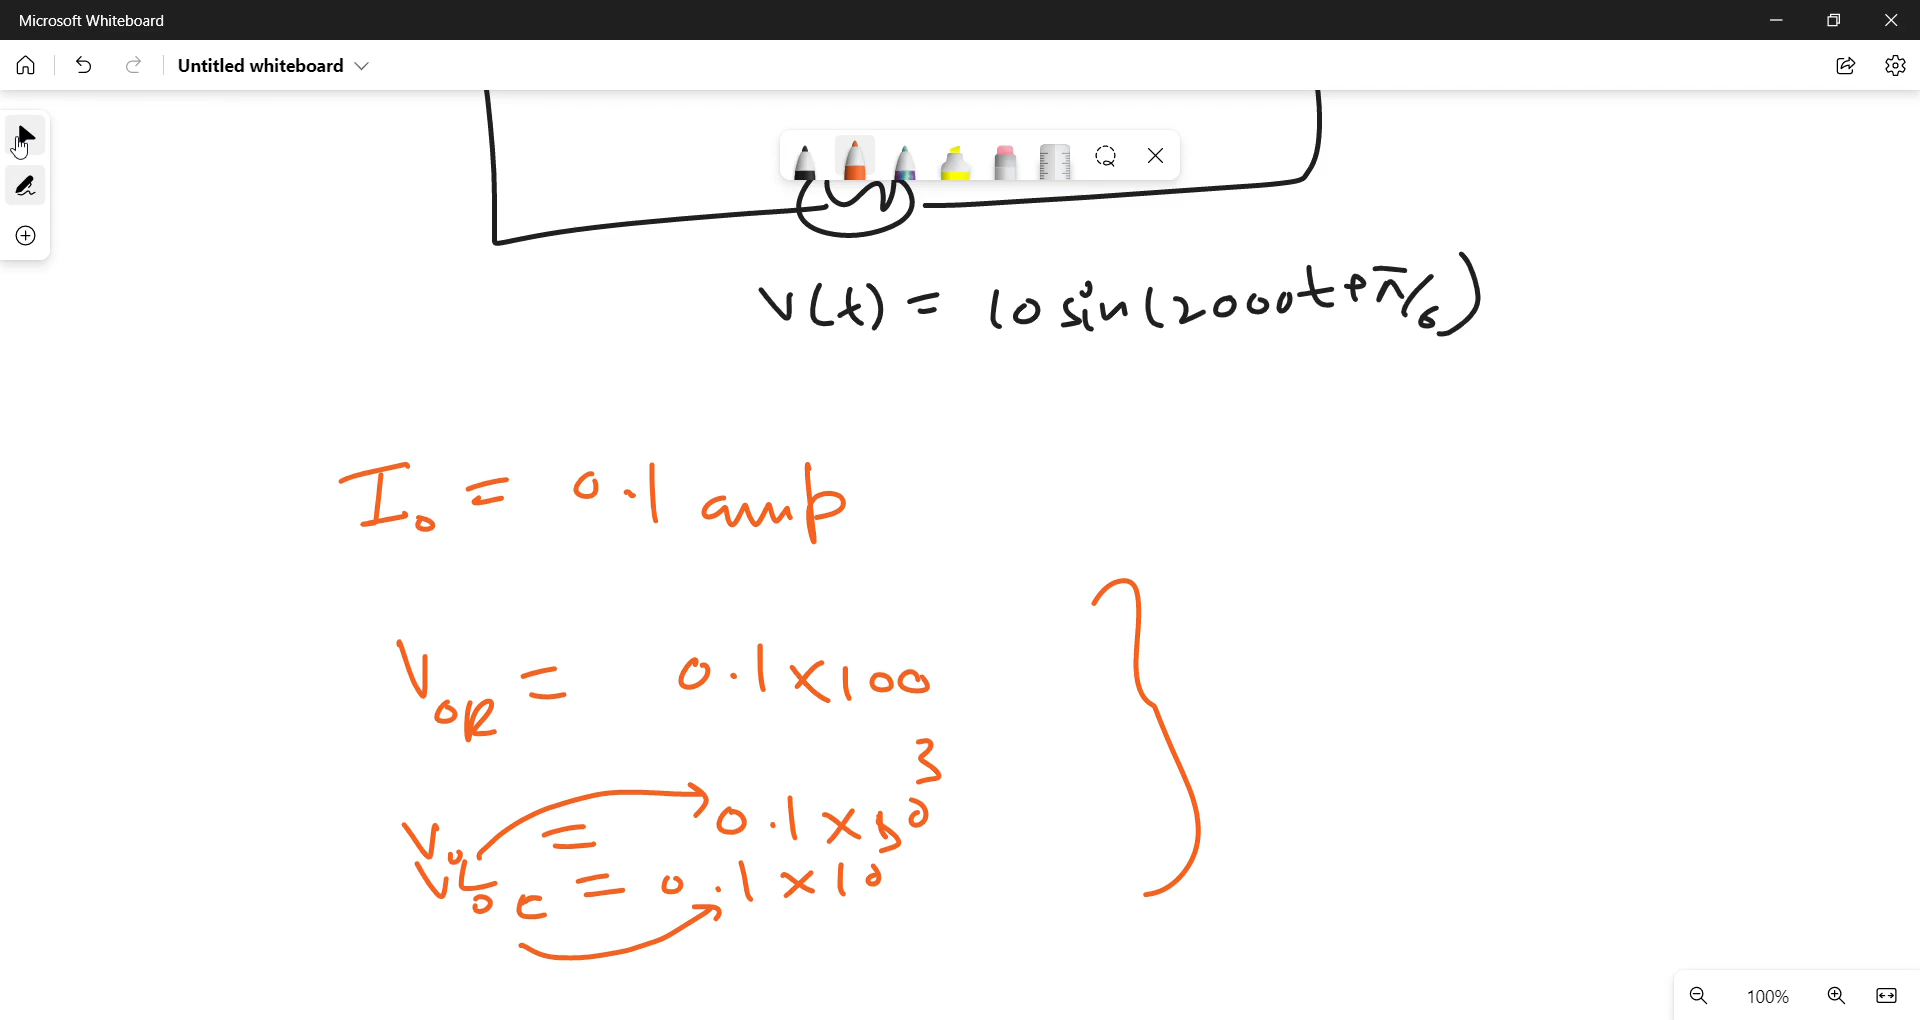 Microsoft Whiteboard
Untitled whiteboard
v(t) = 10 sin(2000t + π/6)
I₀ = 0.1 amp
V₀R = 0.1 × 100
3
V₀L = 0.1 × 50
V₀C = 0.1 × 10
100%